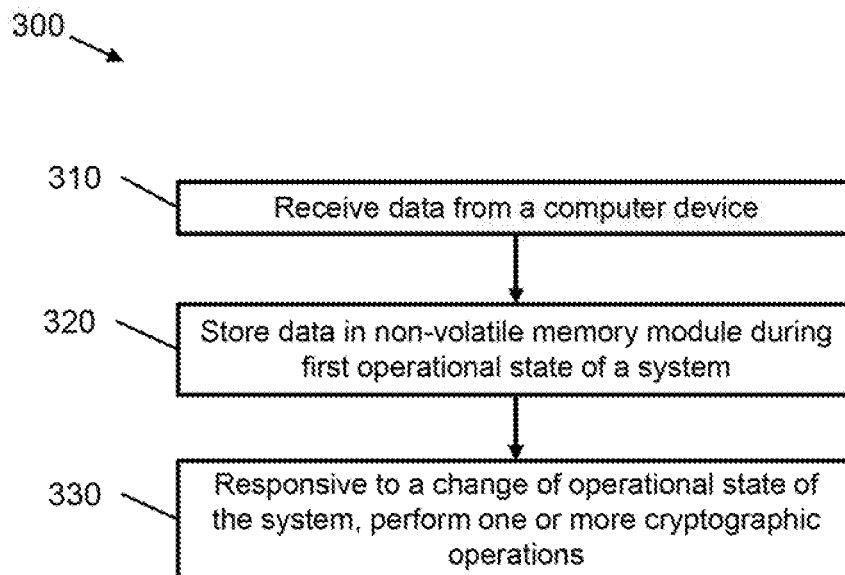 300
310
Receive data from a computer device
320
Store data in non-volatile memory module during
first operational state of a system
330
Responsive to a change of operational state of
the system, perform one or more cryptographic
operations